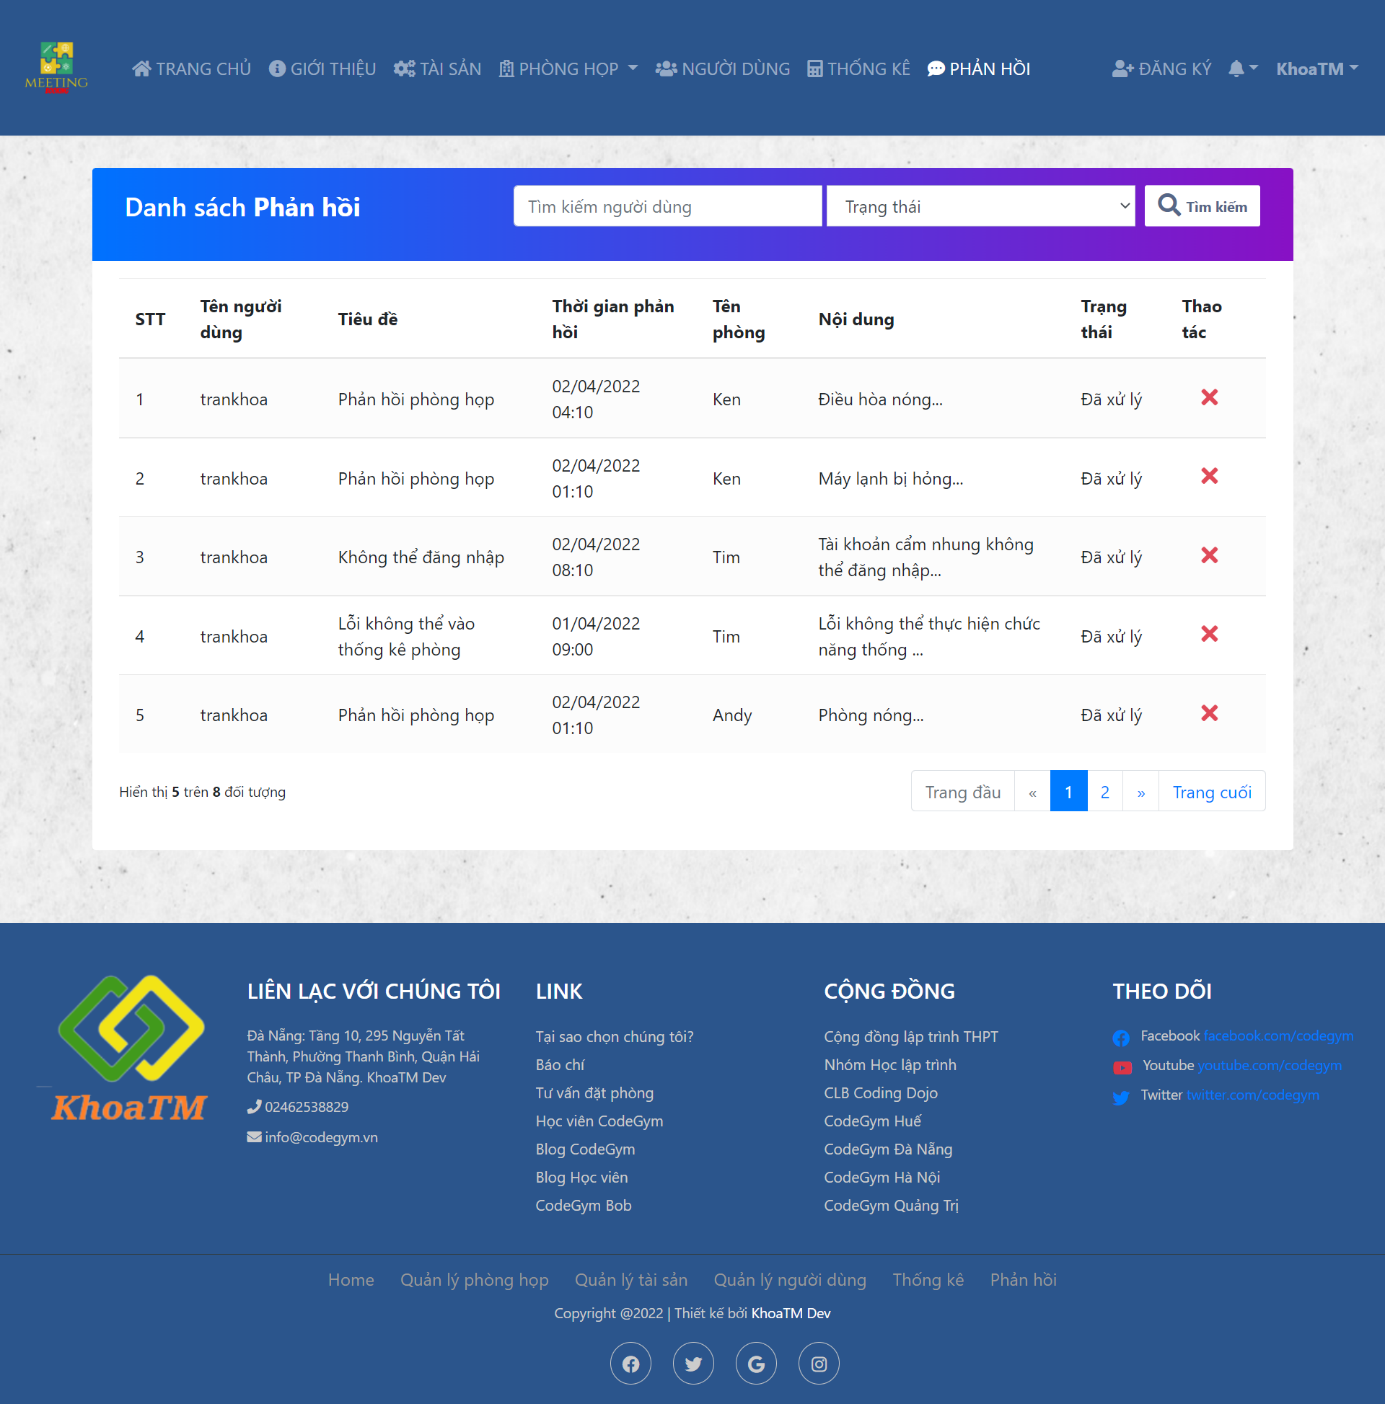 MEETING
TRANG CHỦ
GIỚI THIỆU
TÀI SẢN
PHÒNG HỌP
NGƯỜI DÙNG
THỐNG KÊ
PHẢN HỒI
ĐĂNG KÝ
KhoaTM
Danh sách Phản hồi
Tìm kiếm người dùng
Trạng thái
Tìm kiếm
STT
Tên người
dùng
Tiêu đề
Thời gian phản
hồi
Tên
phòng
Nội dung
Trạng
thái
Thao
tác
1
trankhoa
Phản hồi phòng họp
02/04/2022
04:10
Ken
Điều hòa nóng...
Đã xử lý
2
trankhoa
Phản hồi phòng họp
02/04/2022
01:10
Ken
Máy lạnh bị hỏng...
Đã xử lý
3
trankhoa
Không thể đăng nhập
02/04/2022
08:10
Tim
Tài khoản cẩm nhung không
thể đăng nhập...
Đã xử lý
4
trankhoa
Lỗi không thể vào
thống kê phòng
01/04/2022
09:00
Tim
Lỗi không thể thực hiện chức
năng thống ...
Đã xử lý
5
trankhoa
Phản hồi phòng họp
02/04/2022
01:10
Andy
Phòng nóng...
Đã xử lý
Hiển thị 5 trên 8 đối tượng
Trang đầu
«
1
2
»
Trang cuối
KhoaTM
LIÊN LẠC VỚI CHÚNG TÔI
Đà Nẵng: Tầng 10, 295 Nguyễn Tất
Thành, Phường Thanh Bình, Quận Hải
Châu, TP Đà Nẵng. KhoaTM Dev
02462538829
info@codegym.vn
LINK
Tại sao chọn chúng tôi?
Báo chí
Tư vấn đặt phòng
Học viên CodeGym
Blog CodeGym
Blog Học viên
CodeGym Bob
CỘNG ĐỒNG
Cộng đồng lập trình THPT
Nhóm Học lập trình
CLB Coding Dojo
CodeGym Huế
CodeGym Đà Nẵng
CodeGym Hà Nội
CodeGym Quảng Trị
THEO DÕI
Facebook facebook.com/codegym
Youtube youtube.com/codegym
Twitter twitter.com/codegym
Home
Quản lý phòng họp
Quản lý tài sản
Quản lý người dùng
Thống kê
Phản hồi
Copyright @2022 | Thiết kế bởi KhoaTM Dev